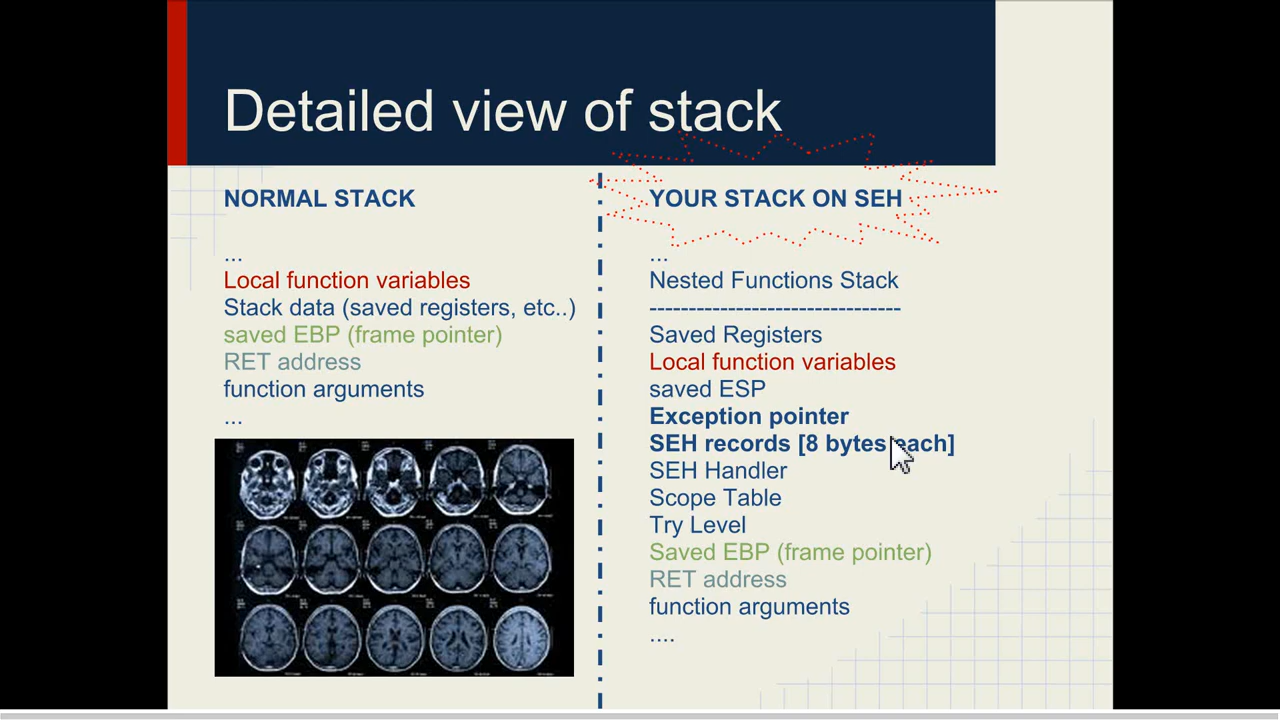 Detailed view of stack
NORMAL STACK
...
Local function variables
Stack data (saved registers, etc..)
saved EBP (frame pointer)
RET address
function arguments
...
YOUR STACK ON SEH
...
Nested Functions Stack
--------------------------------
Saved Registers
Local function variables
saved ESP
Exception pointer
SEH records [8 bytes each]
SEH Handler
Scope Table
Try Level
Saved EBP (frame pointer)
RET address
function arguments
....